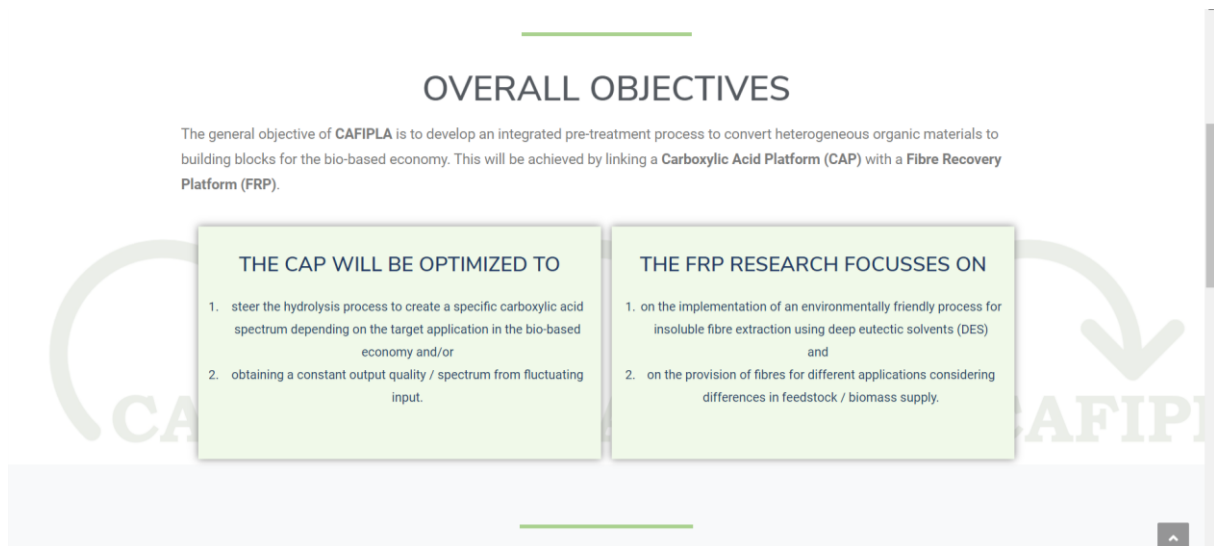 OVERALL OBJECTIVES
The general objective of CAFIPLA is to develop an integrated pre-treatment process to convert heterogeneous organic materials to
building blocks for the bio-based economy. This will be achieved by linking a Carboxylic Acid Platform (CAP) with a Fibre Recovery
Platform (FRP).
THE CAP WILL BE OPTIMIZED TO
1. steer the hydrolysis process to create a specific carboxylic acid
spectrum depending on the target application in the bio-based
economy and/or
2. obtaining a constant output quality / spectrum from fluctuating
input.
THE FRP RESEARCH FOCUSSES ON
1. on the implementation of an environmentally friendly process for
insoluble fibre extraction using deep eutectic solvents (DES)
and
2. on the provision of fibres for different applications considering
differences in feedstock / biomass supply.
CA
CAFIPL